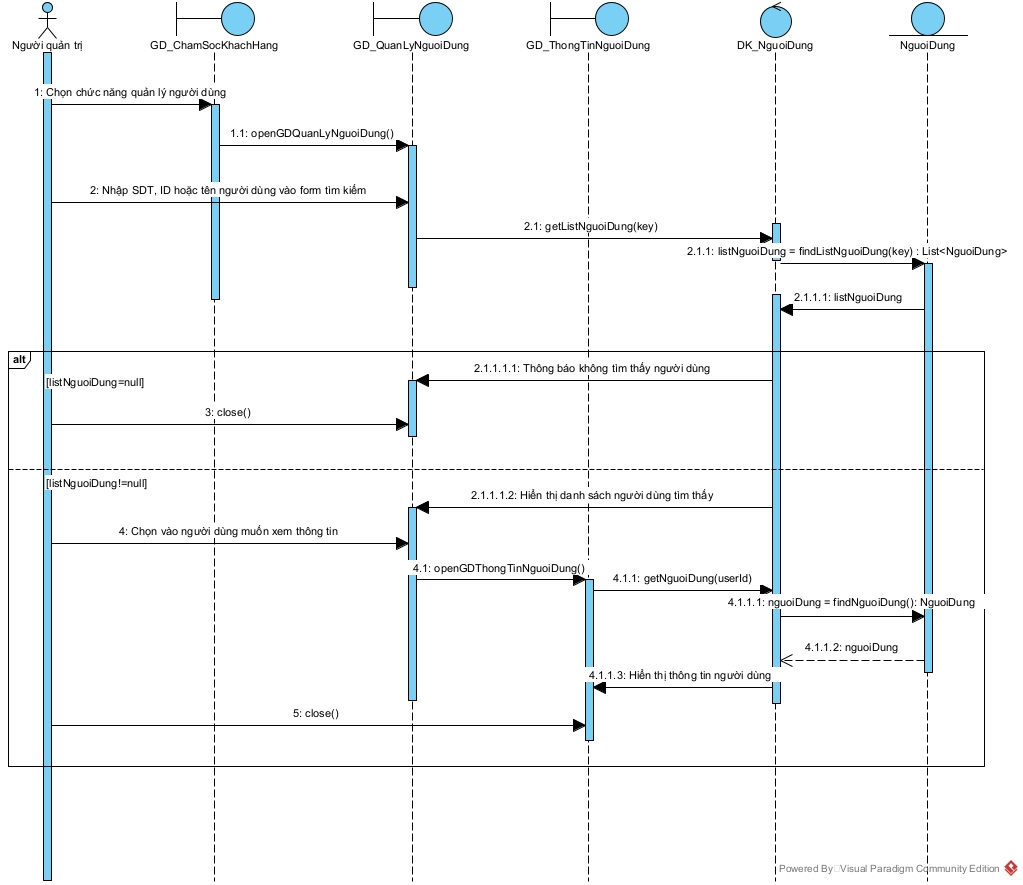 Người quản trị
GD_ChamSocKhachHang
GD_QuanLyNguoiDung
GD_ThongTinNguoiDung
DK_NguoiDung
NguoiDung
1: Chọn chức năng quản lý người dùng
1.1: openGDQuanLyNguoiDung()
2: Nhập SDT, ID hoặc tên người dùng vào form tìm kiếm
2.1: getListNguoiDung(key)
2.1.1: listNguoiDung = findListNguoiDung(key) : List<NguoiDung>
2.1.1.1: listNguoiDung
alt
2.1.1.1.1: Thông báo không tìm thấy người dùng
[listNguoiDung=null]
3: close()
[listNguoiDung!=null]
2.1.1.1.2: Hiển thị danh sách người dùng tìm thấy
4: Chọn vào người dùng muốn xem thông tin
4.1: openGDThongTinNguoiDung()
4.1.1: getNguoiDung(userId)
4.1.1.1: nguoiDung = findNguoiDung(): NguoiDung
4.1.1.2: nguoiDung
4.1.1.3: Hiển thị thông tin người dùng
5: close()
Powered By Visual Paradigm Community Edition